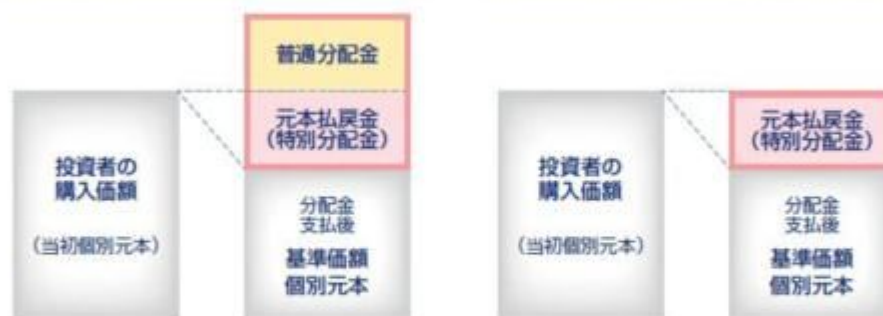 普通分配金
元本払戻金
(特別分配金)
投資者の
購入価額
(当初個別元本)
分配金
支払後
基準価額
個別元本
元本払戻金
(特別分配金)
投資者の
購入価額
(当初個別元本)
分配金
支払後
基準価額
個別元本